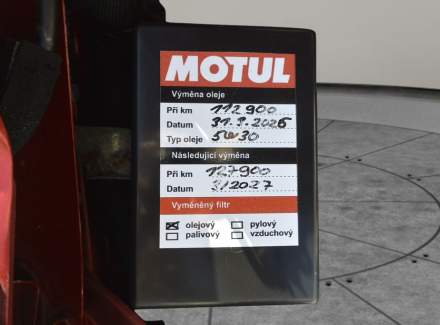 MOTUL
Výměna oleje
Při km 112900
Datum 31.3.2026
Typ oleje 5W30
Následující výměna
Při km 127900
Datum 3/2027
Vyměněný filtr
olejový pylový
palivový vzduchový